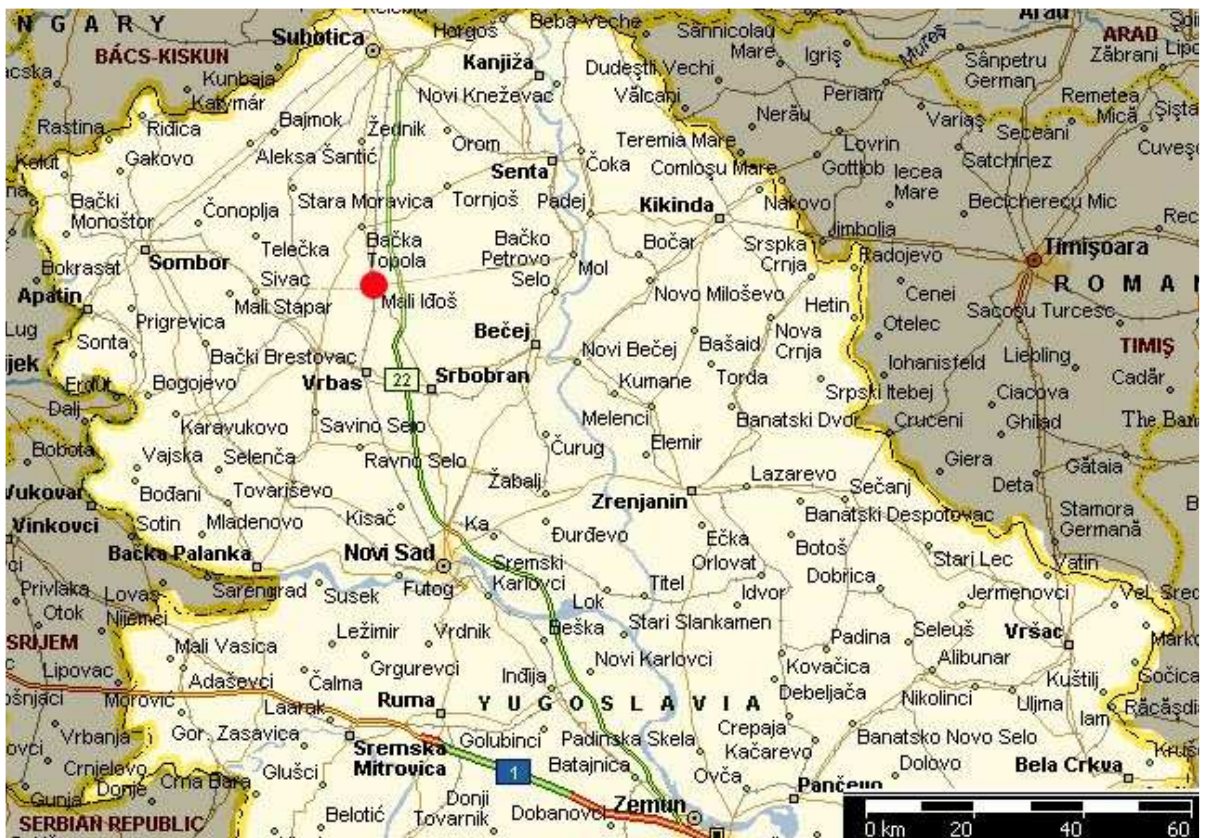 N G A R Y
Subotica
Horgoš
Beba Veche
Sânnicolau
Mare
Igriş
Mureş
Arad
ARAD
BÁCS-KISKUN
Kunbaja
Kanjiža
Dudeştii Vechi
Sânpetru
German
Zăbrani
Katymár
Novi Kneževac
Vălcani
Periam
Remetea
Mică
Rastina
Ridica
Bajmok
Žednik
Orom
Teremia Mare
Nerău
Variaş
Seceani
Gakovo
Aleksa Šantić
Senta
Čoka
Comloşu Mare
Lovrin
Gottlob
Satchinez
Bački
Monoštor
Čonoplja
Stara Moravica
Tornjoš
Padej
Kikinda
Nakovo
Iecea
Mare
Becicherecu Mic
Jimbolia
Telečka
Bačka
Topola
Bačko
Petrovo
Selo
Bočar
Srspka
Crnja
Radojevo
Timişoara
Bokrasat
Sombor
Sivac
Mol
R O M A N
Apatin
Mali Stapar
Mali Iđoš
Novo Miloševo
Hetin
Cenei
Sacoşu Turcesc
Lug
Prigrevica
Bečej
Otelec
Sonta
Bački Brestovac
Novi Bečej
Bašaid
Nova
Crnja
Iohanisfeld
Liebling
TIMIŞ
Erdut
Bogojevo
Vrbas
22
Srbobran
Kumane
Torda
Srpski Itebej
Ciacova
Cadăr
Dalj
Karavukovo
Savino Selo
Melenci
Banatski Dvor
Cruceni
Ghilad
The Ban
Bobota
Vajska
Selenča
Ravno Selo
Čurug
Elemir
Giera
Gătaia
Vukovar
Bođani
Tovariševo
Žabalj
Zrenjanin
Lazarevo
Sečanj
Deta
Vinkovci
Sotin
Mladenovo
Kisač
Ka
Đurđevo
Ečka
Banatski Despotovac
Stamora
Germană
Bačka Palanka
Novi Sad
Sremski
Karlovci
Orlovat
Botoš
Stari Lec
Vatin
Privlaka
Lovas
Sarengrad
Susek
Futog
Titel
Idvor
Dobrica
Jermenovci
Otok
Nijemci
Lok
SRIJEM
Mali Vasica
Ležimir
Vrdnik
Beška
Stari Slankamen
Padina
Seleuš
Vršac
Lipovac
Adaševci
Čalma
Grgurevci
Novi Karlovci
Kovačica
Alibunar
Morović
Inđija
Debeljača
Nikolinci
Kuštilj
Laarak
Ruma
Y U G O S L A V I A
Uljma
Iam
Vrbanja
Gor. Zasavica
Sremska
Mitrovica
Golubinci
Padinska Skela
Crepaja
Kačarevo
Banatsko Novo Selo
Crnjelovo
Donje
Crna Bara
Glušci
1
Batajnica
Ovča
Dolovo
Bela Crkva
Gunja
Belotić
Donji
Tovarnik
Dobanovci
Zemun
Pančevo
SERBIAN REPUBLIC
0 km 20 40 60